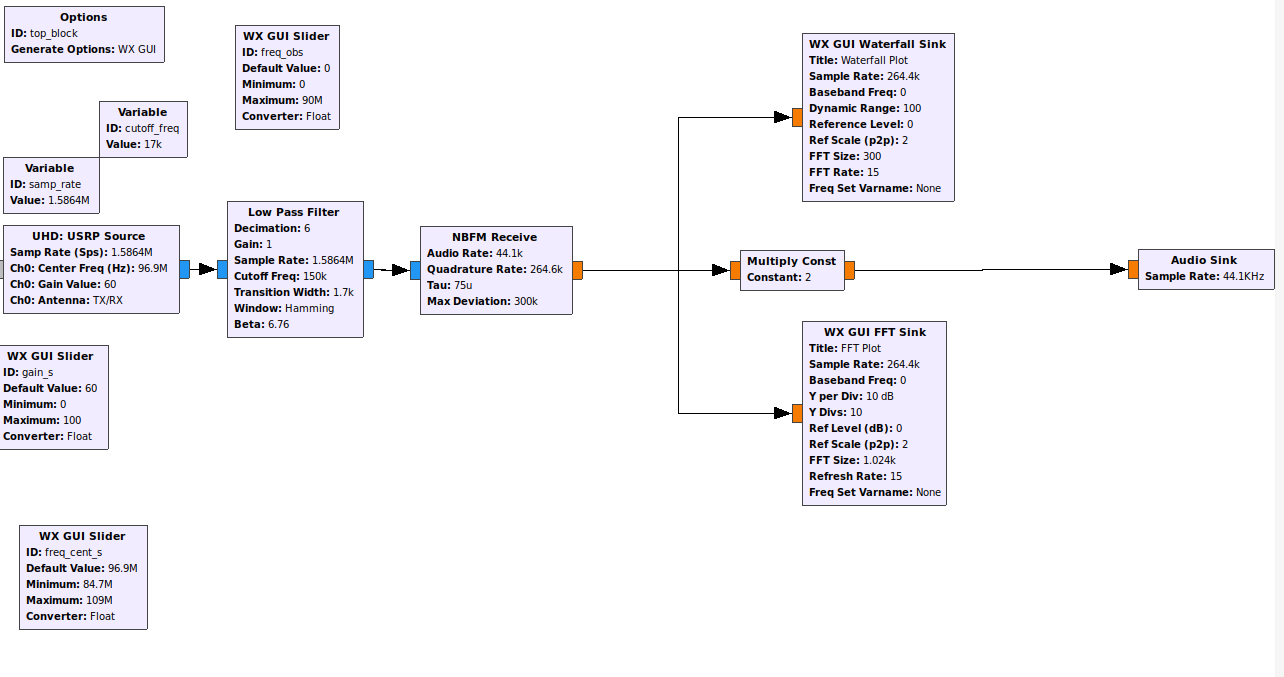 Options
ID: top_block
Generate Options: WX GUI
WX GUI Slider
ID: freq_obs
Default Value: 0
Minimum: 0
Maximum: 90M
Converter: Float
Variable
ID: cutoff_freq
Value: 17k
Variable
ID: samp_rate
Value: 1.5864M
UHD: USRP Source
Samp Rate (Sps): 1.5864M
Ch0: Center Freq (Hz): 96.9M
Ch0: Gain Value: 60
Ch0: Antenna: TX/RX
Low Pass Filter
Decimation: 6
Gain: 1
Sample Rate: 1.5864M
Cutoff Freq: 150k
Transition Width: 1.7k
Window: Hamming
Beta: 6.76
NBFM Receive
Audio Rate: 44.1k
Quadrature Rate: 264.6k
Tau: 75u
Max Deviation: 300k
WX GUI Waterfall Sink
Title: Waterfall Plot
Sample Rate: 264.4k
Baseband Freq: 0
Dynamic Range: 100
Reference Level: 0
Ref Scale (p2p): 2
FFT Size: 300
FFT Rate: 15
Freq Set Varname: None
Multiply Const
Constant: 2
Audio Sink
Sample Rate: 44.1KHz
WX GUI FFT Sink
Title: FFT Plot
Sample Rate: 264.4k
Baseband Freq: 0
Y per Div: 10 dB
Y Divs: 10
Ref Level (dB): 0
Ref Scale (p2p): 2
FFT Size: 1.024k
Refresh Rate: 15
Freq Set Varname: None
WX GUI Slider
ID: gain_s
Default Value: 60
Minimum: 0
Maximum: 100
Converter: Float
WX GUI Slider
ID: freq_cent_s
Default Value: 96.9M
Minimum: 84.7M
Maximum: 109M
Converter: Float